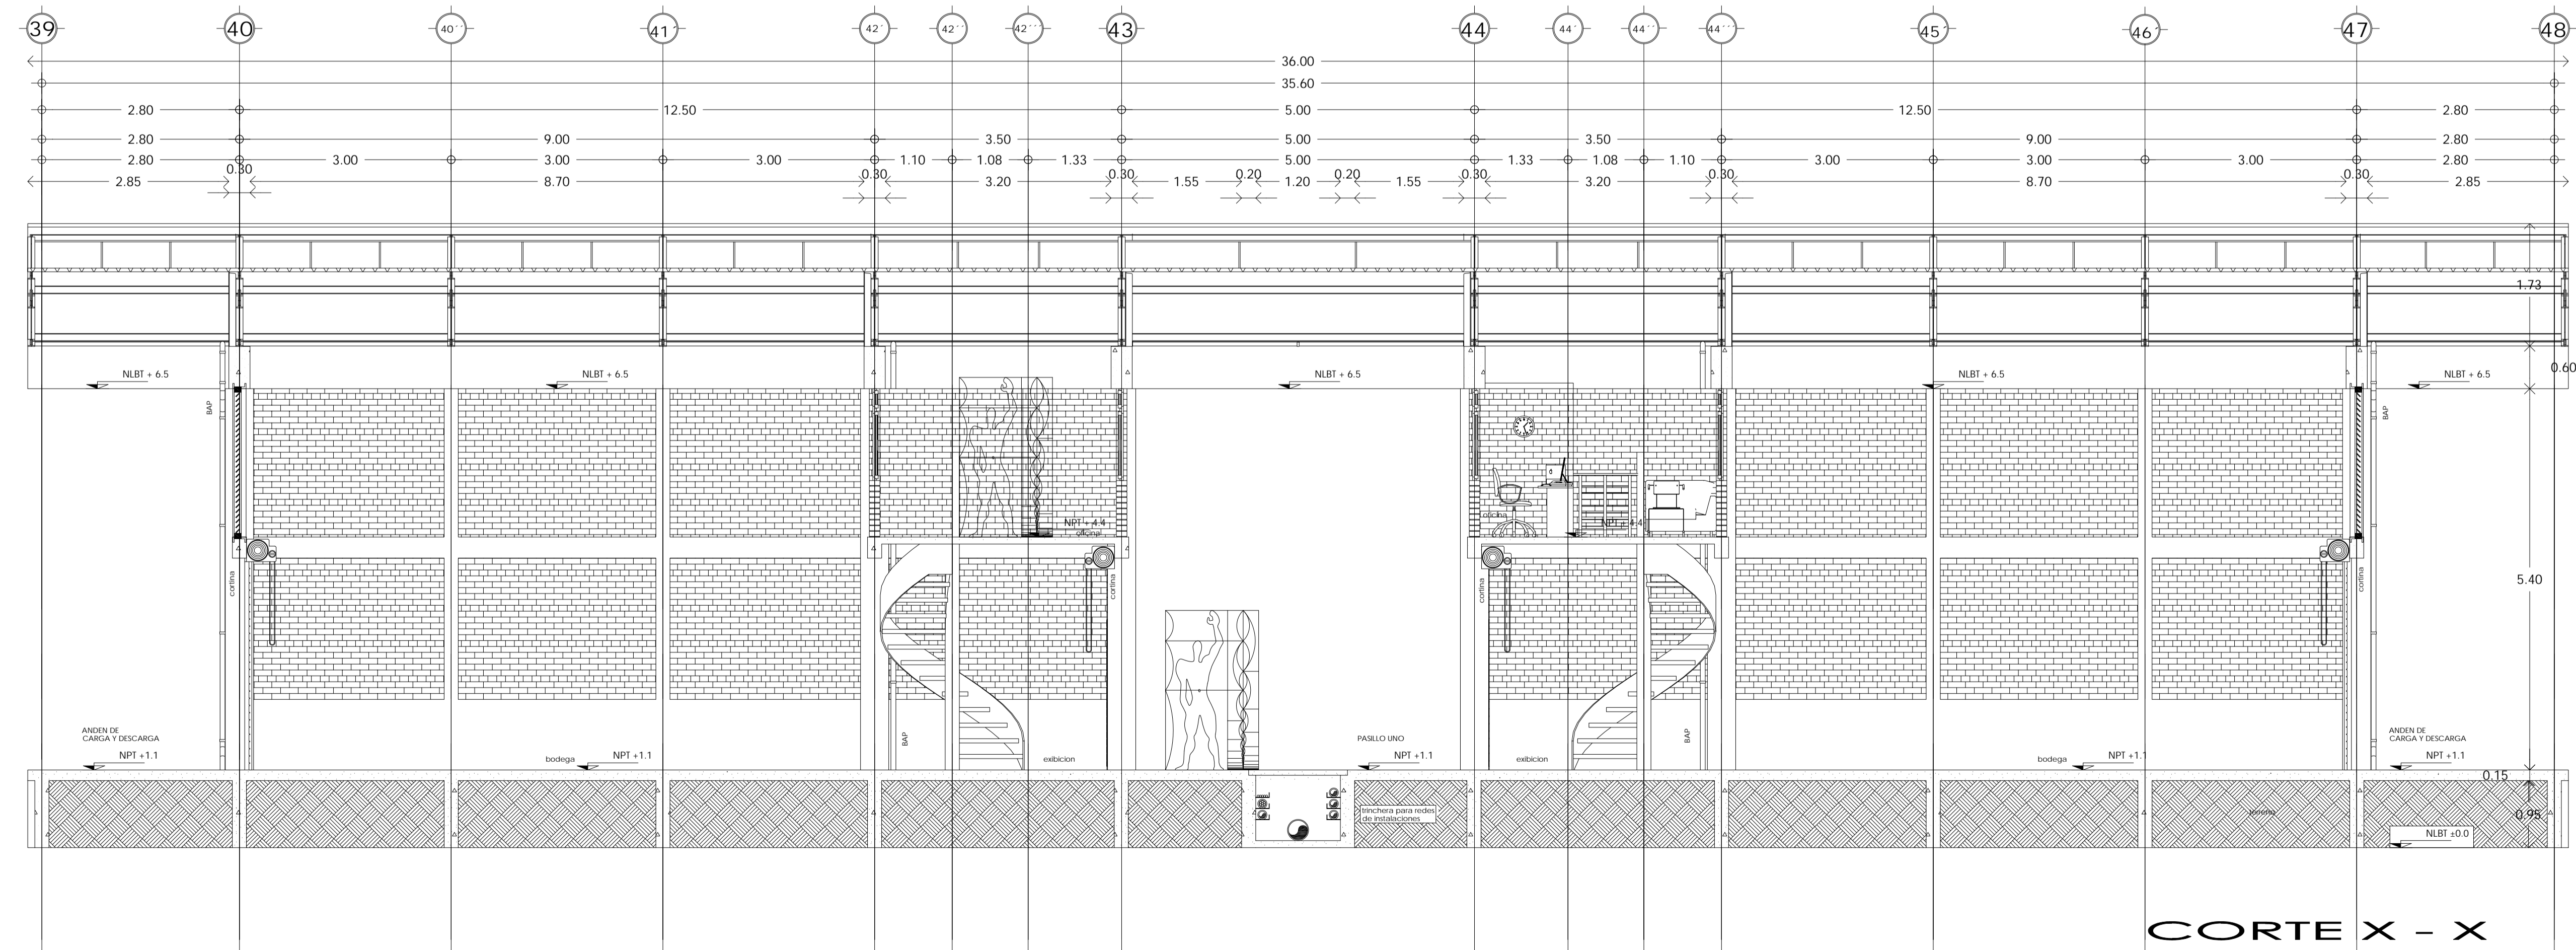 39 40 40´´ 41´ 42´ 42´´ 42´´´ 43 44 44´ 44´´ 44´´´ 45´ 46´ 47 48
36.00
35.60
2.80 12.50 5.00 12.50 2.80
2.80 9.00 3.50 5.00 3.50 9.00 2.80
2.80 3.00 3.00 3.00 1.10 1.08 1.33 5.00 1.33 1.08 1.10 3.00 3.00 3.00 2.80
0.30 0.30 0.30 0.20 0.20 0.30 0.30 0.30
2.85 8.70 3.20 1.55 1.20 1.55 3.20 8.70 2.85
1.73
0.60
NLBT + 6.5 NLBT + 6.5 NLBT + 6.5 NLBT + 6.5 NLBT + 6.5
BAP BAP
oficina
NPT + 4.4 NPT + 4.4
oficina
cortina cortina cortina cortina
5.40
ANDEN DE
CARGA Y DESCARGA
BAP BAP
PASILLO UNO
ANDEN DE
CARGA Y DESCARGA
NPT +1.1 NPT +1.1 NPT +1.1 NPT +1.1 NPT +1.1
bodega exibicion exibicion bodega
0.15
trinchera para redes
de instalaciones
terreno
0.95
NLBT ±0.0
CORTE X - X